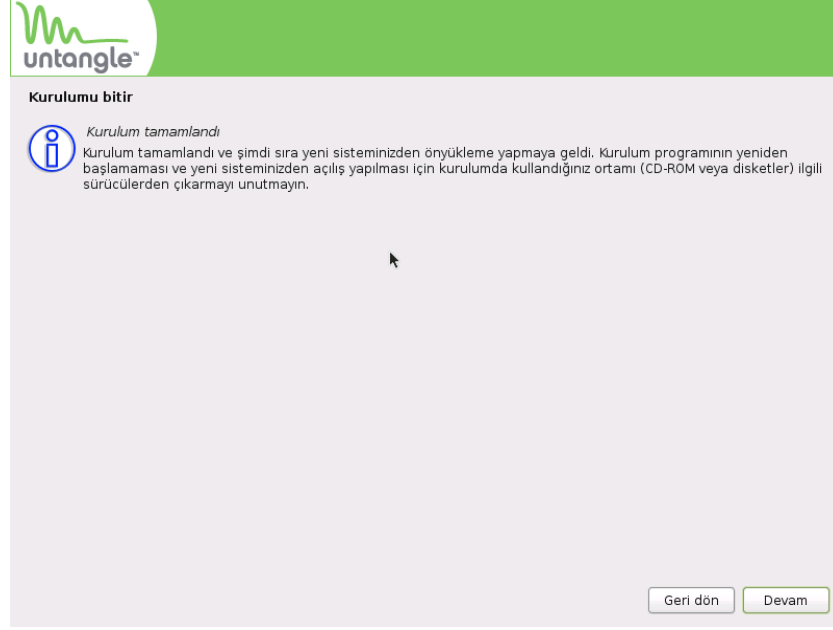 untangle™
Kurulumu bitir
Kurulum tamamlandı
Kurulum tamamlandı ve şimdi sıra yeni sisteminizden önyükleme yapmaya geldi. Kurulum programının yeniden
başlamaması ve yeni sisteminizden açılış yapılması için kurulumda kullandığınız ortamı (CD-ROM veya disketler) ilgili
sürücülerden çıkarmayı unutmayın.
Geri dön
Devam